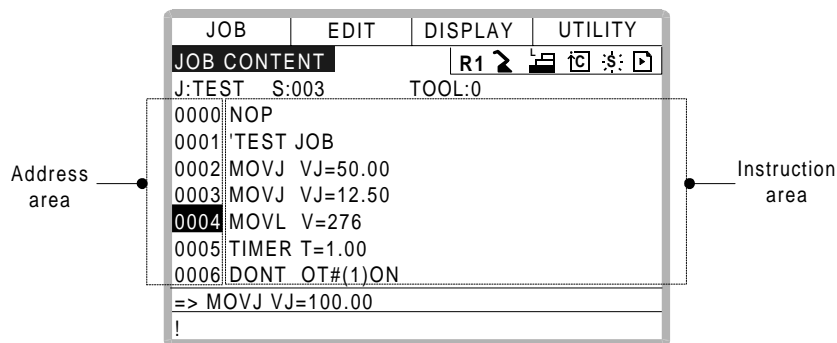 JOB EDIT DISPLAY UTILITY
JOB CONTENT R1 L C S
J:TEST S:003 TOOL:0
0000 NOP
0001 'TEST JOB
0002 MOVJ VJ=50.00
0003 MOVJ VJ=12.50
0004 MOVL V=276
0005 TIMER T=1.00
0006 DONT OT#(1)ON
=> MOVJ VJ=100.00
!
Address
area
Instruction
area